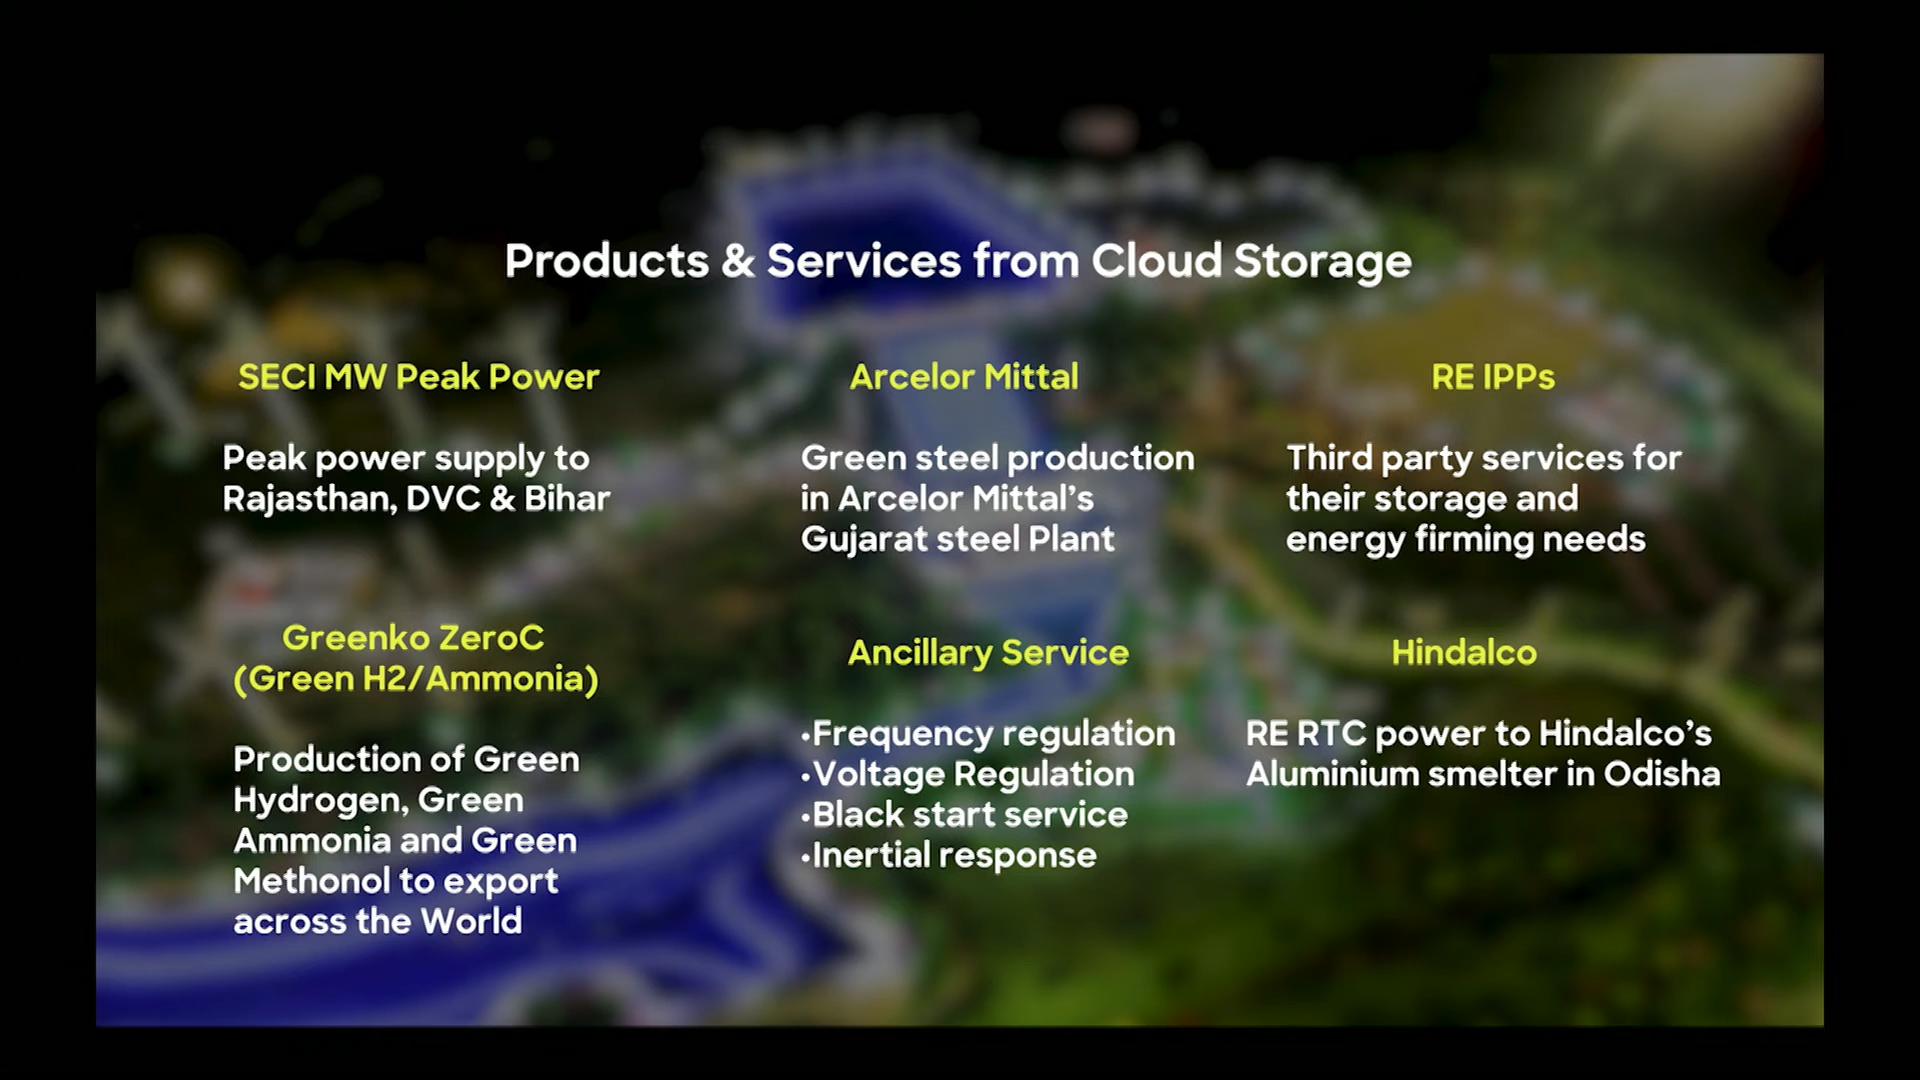 Products & Services from Cloud Storage
SECI MW Peak Power
Peak power supply to
Rajasthan, DVC & Bihar
Arcelor Mittal
Green steel production
in Arcelor Mittal's
Gujarat steel Plant
RE IPPs
Third party services for
their storage and
energy firming needs
Greenko ZeroC
(Green H2/Ammonia)
Production of Green
Hydrogen, Green
Ammonia and Green
Methonol to export
across the World
Ancillary Service
•Frequency regulation
•Voltage Regulation
•Black start service
•Inertial response
Hindalco
RE RTC power to Hindalco's
Aluminium smelter in Odisha